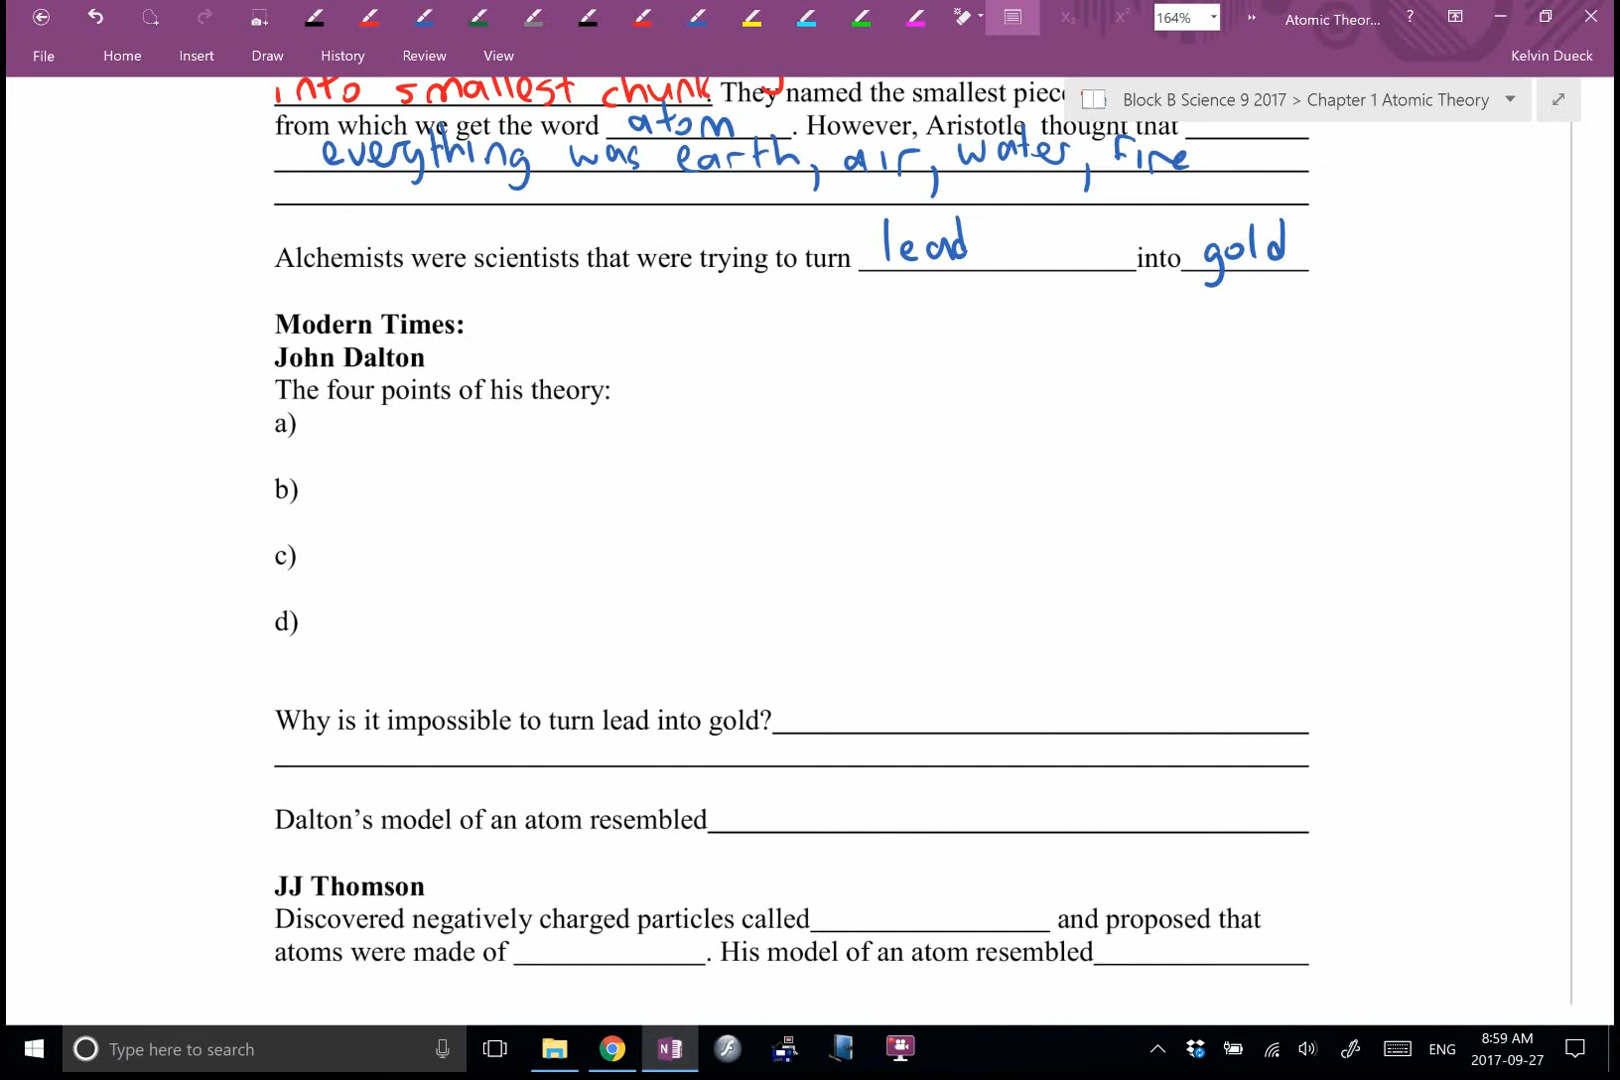 164% Atomic Theor... ?
File Home Insert Draw History Review View Kelvin Dueck
into smallest chunk. They named the smallest piece
Block B Science 9 2017 > Chapter 1 Atomic Theory
from which we get the word atom. However, Aristotle thought that
everything was earth, air, water, fire
Alchemists were scientists that were trying to turn lead into gold
Modern Times:
John Dalton
The four points of his theory:
a)
b)
c)
d)
Why is it impossible to turn lead into gold?
Dalton's model of an atom resembled
JJ Thomson
Discovered negatively charged particles called and proposed that
atoms were made of . His model of an atom resembled
Type here to search ENG 8:59 AM
2017-09-27